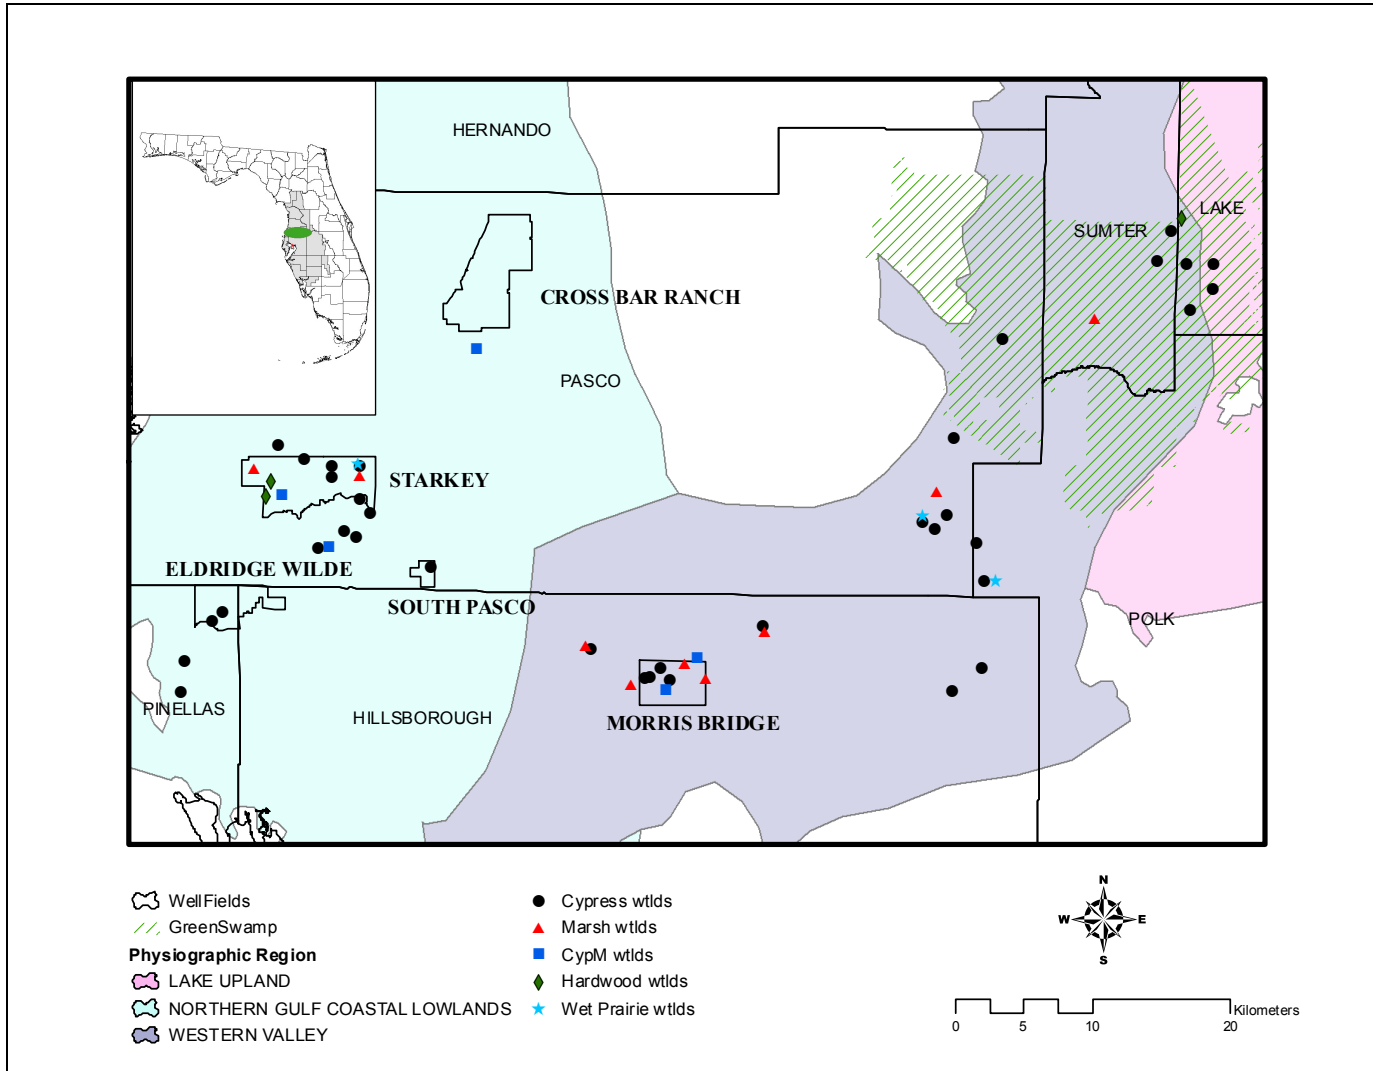 HERNANDO
LAKE
SUMTER
CROSS BAR RANCH
PASCO
STARKEY
ELDRIDGE WILDE
SOUTH PASCO
POLK
PINELLAS
HILLSBOROUGH
MORRIS BRIDGE
WellFields
GreenSwamp
Physiographic Region
LAKE UPLAND
NORTHERN GULF COASTAL LOWLANDS
WESTERN VALLEY
Cypress wtlds
Marsh wtlds
CypM wtlds
Hardwood wtlds
Wet Prairie wtlds
N
W E
S
Kilometers
0 5 10 20